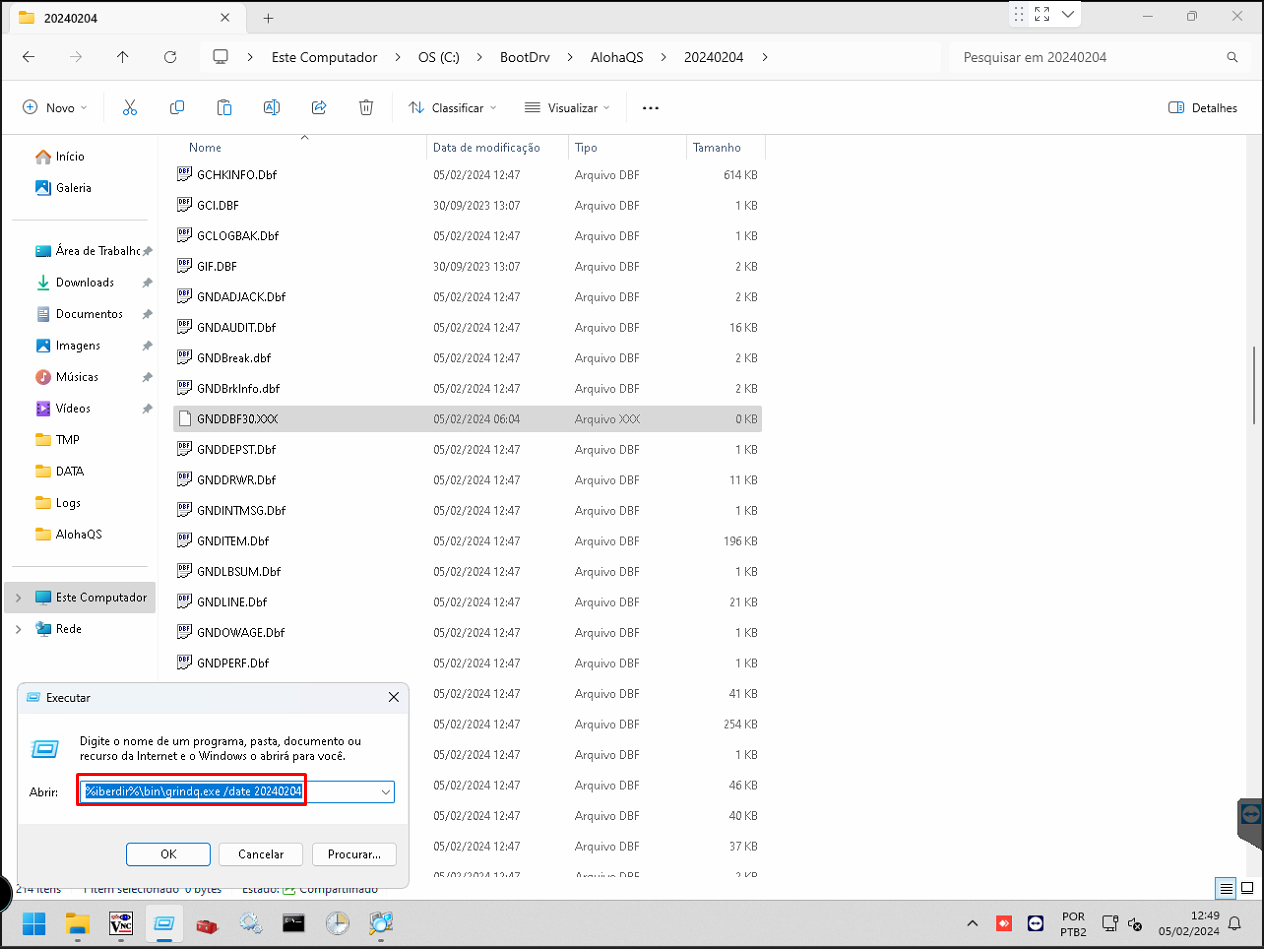 20240204
Este Computador > OS (C:) > BootDrv > AlohaQS > 20240204 >
Pesquisar em 20240204
Novo
Classificar
Visualizar
Detalhes
Início
Galeria
Área de Trabalho
Downloads
Documentos
Imagens
Músicas
Vídeos
TMP
DATA
Logs
AlohaQS
Este Computador
Rede
Nome Data de modificação Tipo Tamanho
GCHKINFO.Dbf 05/02/2024 12:47 Arquivo DBF 614 KB
GCI.DBF 30/09/2023 13:07 Arquivo DBF 1 KB
GCLOGBAK.Dbf 05/02/2024 12:47 Arquivo DBF 1 KB
GIF.DBF 30/09/2023 13:07 Arquivo DBF 2 KB
GNDADJACK.Dbf 05/02/2024 12:47 Arquivo DBF 2 KB
GNDAUDIT.Dbf 05/02/2024 12:47 Arquivo DBF 16 KB
GNDBreak.dbf 05/02/2024 12:47 Arquivo DBF 2 KB
GNDBrkInfo.dbf 05/02/2024 12:47 Arquivo DBF 2 KB
GNDDBF30.XXX 05/02/2024 06:04 Arquivo XXX 0 KB
GNDDEPST.Dbf 05/02/2024 12:47 Arquivo DBF 1 KB
GNDDRWR.Dbf 05/02/2024 12:47 Arquivo DBF 11 KB
GNDINTMSG.Dbf 05/02/2024 12:47 Arquivo DBF 1 KB
GNDITEM.Dbf 05/02/2024 12:47 Arquivo DBF 196 KB
GNDLBSUM.Dbf 05/02/2024 12:47 Arquivo DBF 1 KB
GNDLINE.Dbf 05/02/2024 12:47 Arquivo DBF 21 KB
GNDOWAGE.Dbf 05/02/2024 12:47 Arquivo DBF 1 KB
GNDPERF.Dbf 05/02/2024 12:47 Arquivo DBF 1 KB
05/02/2024 12:47 Arquivo DBF 41 KB
05/02/2024 12:47 Arquivo DBF 254 KB
05/02/2024 12:47 Arquivo DBF 1 KB
05/02/2024 12:47 Arquivo DBF 46 KB
05/02/2024 12:47 Arquivo DBF 40 KB
05/02/2024 12:47 Arquivo DBF 37 KB
Executar
Digite o nome de um programa, pasta, documento ou
recurso da Internet e o Windows o abrirá para você.
Abrir: %iberdir%\bin\grindq.exe /date 20240204
OK Cancelar Procurar...
214 itens 1 item selecionado 0 bytes Estado: Compartilhado
VNC
POR
PTB2
12:49
05/02/2024